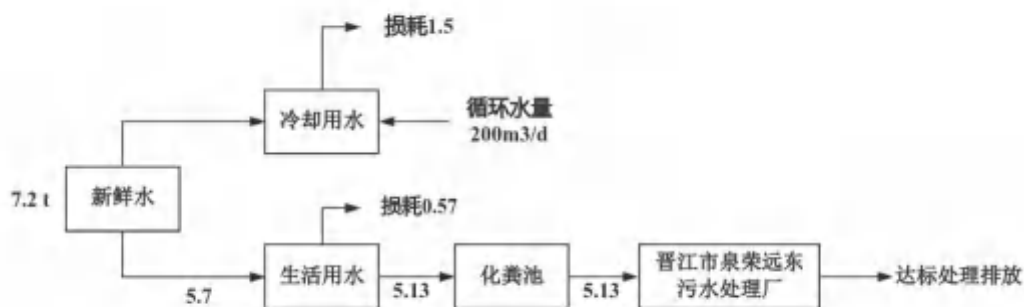 损耗1.5
冷却用水
循环水量
200m3/d
7.2 t
新鲜水
损耗0.57
生活用水
化粪池
晋江市泉荣远东
污水处理厂
达标处理排放
5.7
5.13
5.13